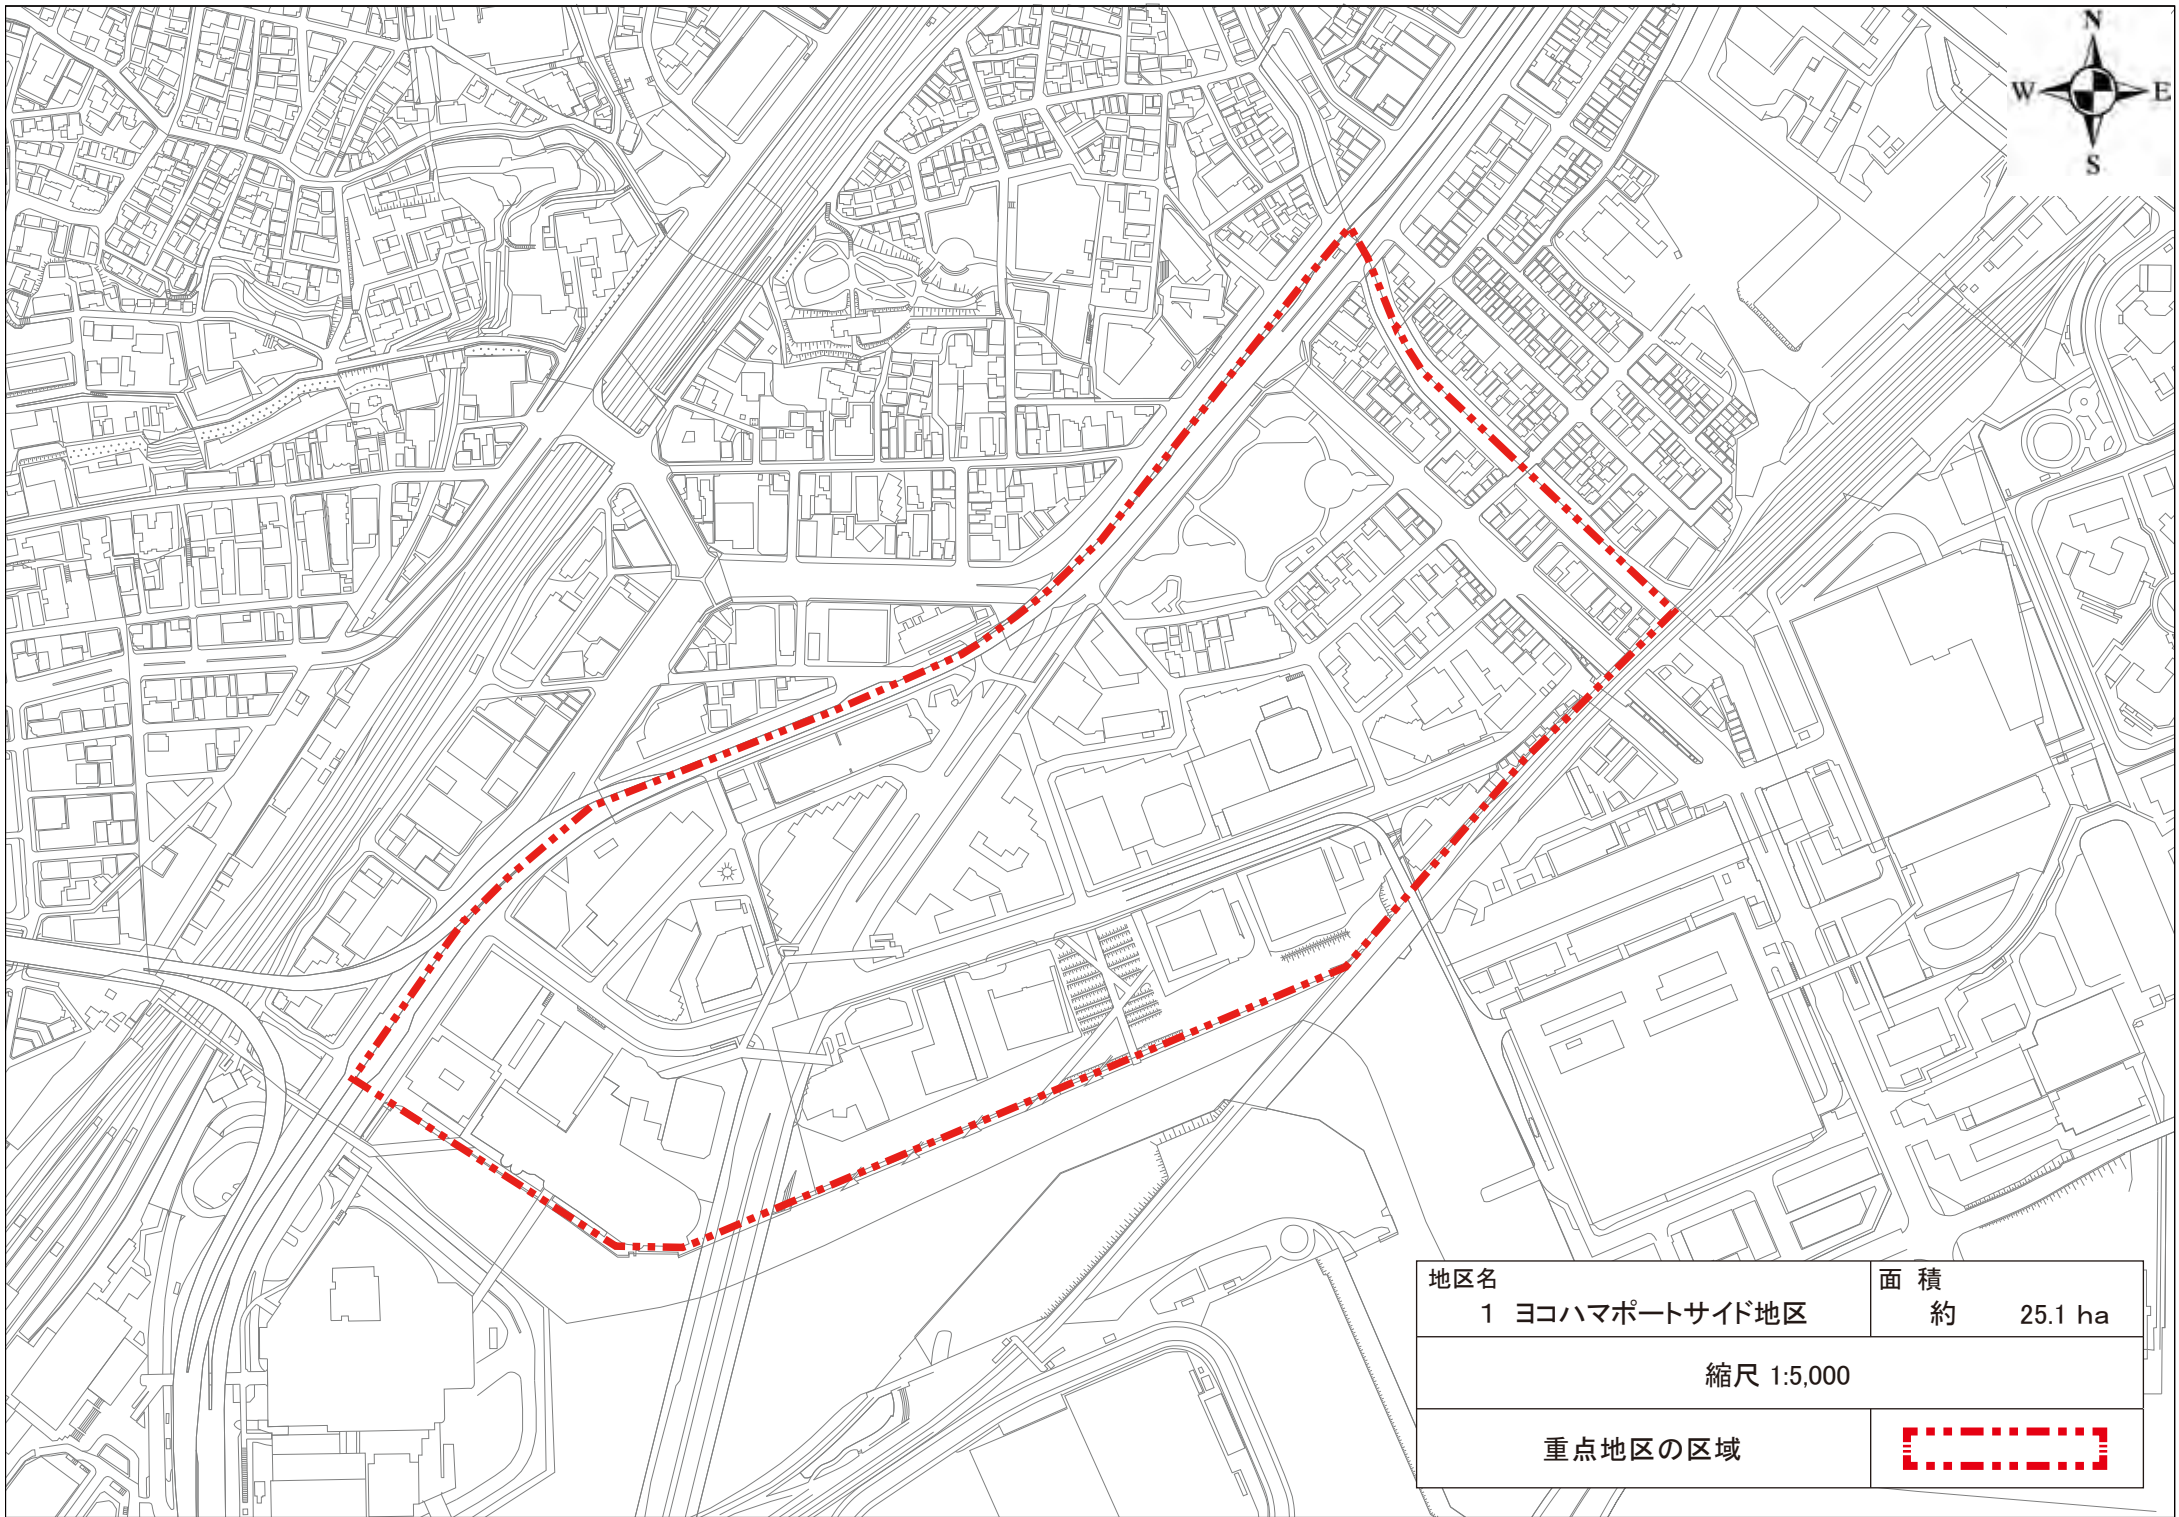 N
W E
S
地区名
1 ヨコハマポートサイド地区
面 積
約 25.1 ha
縮尺 1:5,000
重点地区の区域